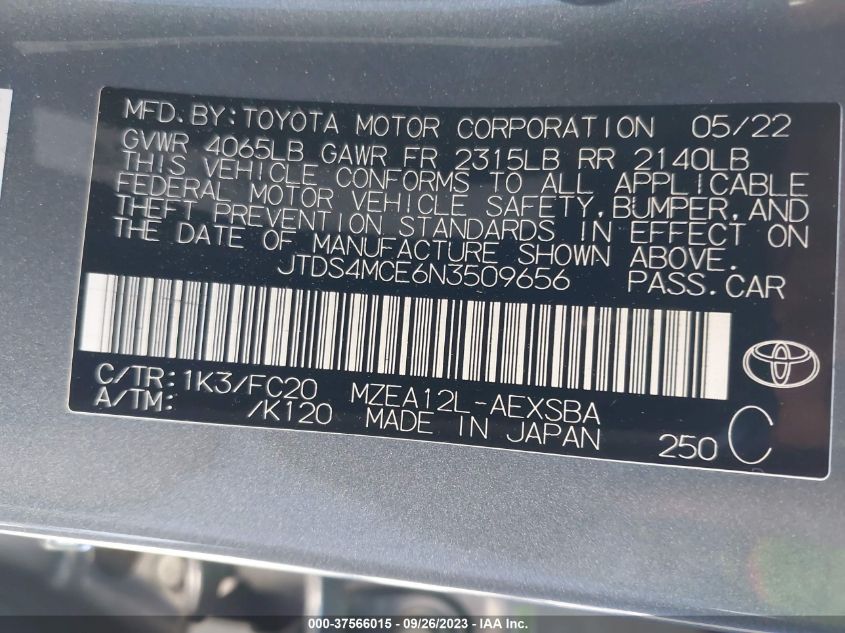 MFD.BY:TOYOTA MOTOR CORPORATION 05/22
GVWR 4065LB GAWR FR 2315LB RR 2140LB
THIS VEHICLE CONFORMS TO ALL APPLICABLE
FEDERAL MOTOR VEHICLE SAFETY,BUMPER,AND
THEFT PREVENTION STANDARDS IN EFFECT ON
THE DATE OF MANUFACTURE SHOWN ABOVE.
JTDS4MCE6N3509656 PASS.CAR
C/TR:1K3/FC20 MZEA12L-AEXSBA
A/TM: /K120 MADE IN JAPAN 250 C
000-37566015 - 09/26/2023 - IAA Inc.